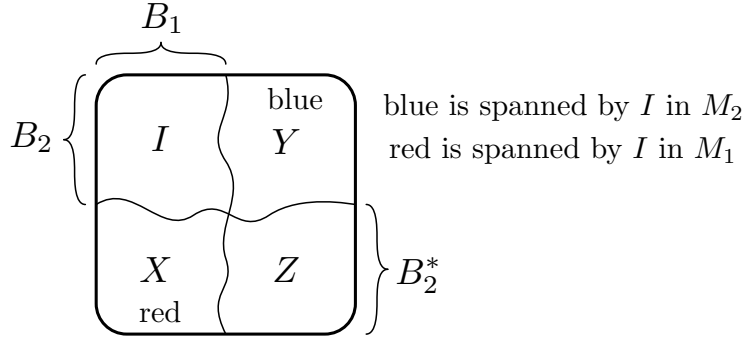 B₁
blue
blue is spanned by I in M₂
B₂
I
Y
red is spanned by I in M₁
X
Z
B₂*
red